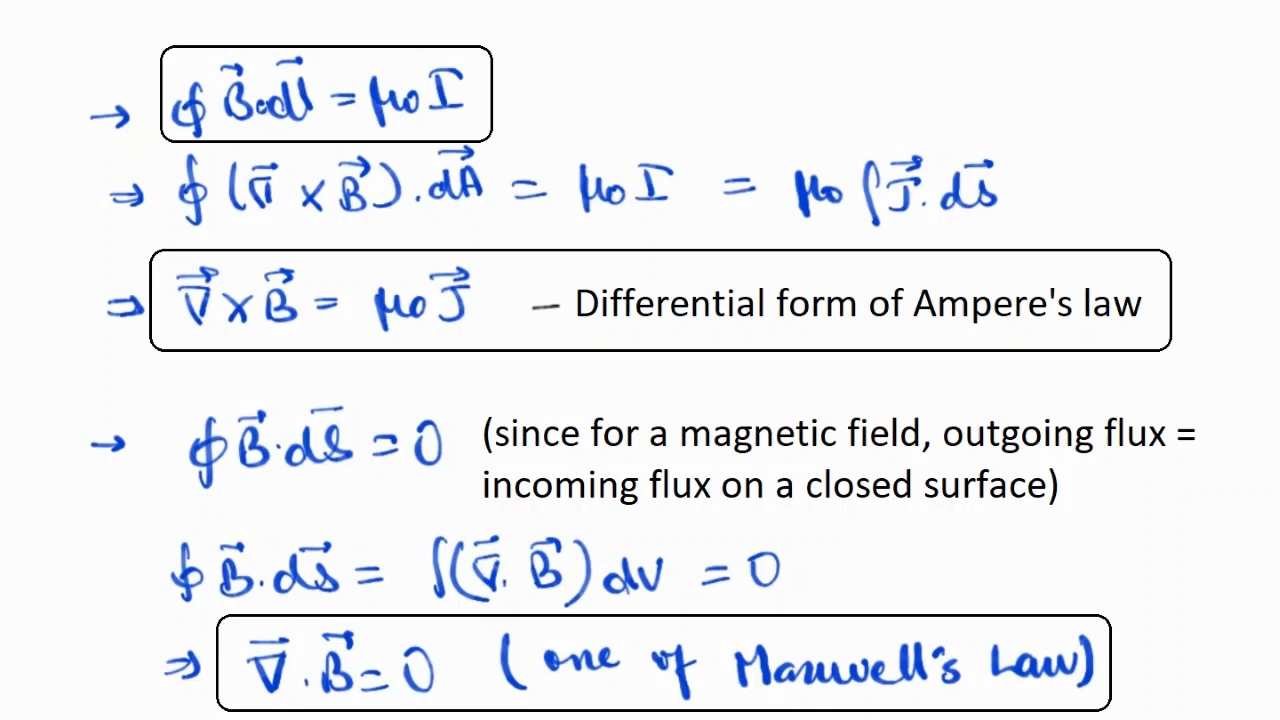 → ∮ B⃗·dl⃗ = μ₀ I
⇒ ∮ (∇⃗ × B⃗) . dA⃗ = μ₀ I = μ₀ ∫ J⃗. ds⃗
⇒ ∇⃗ × B⃗ = μ₀ J⃗ — Differential form of Ampere's law
→ ∮ B⃗·ds̅ = 0 (since for a magnetic field, outgoing flux =
incoming flux on a closed surface)
∮ B⃗.ds⃗ = ∫(∇⃗. B⃗) dv = 0
⇒ ∇̅ . B⃗ = 0 (one of Maxwell's Law)